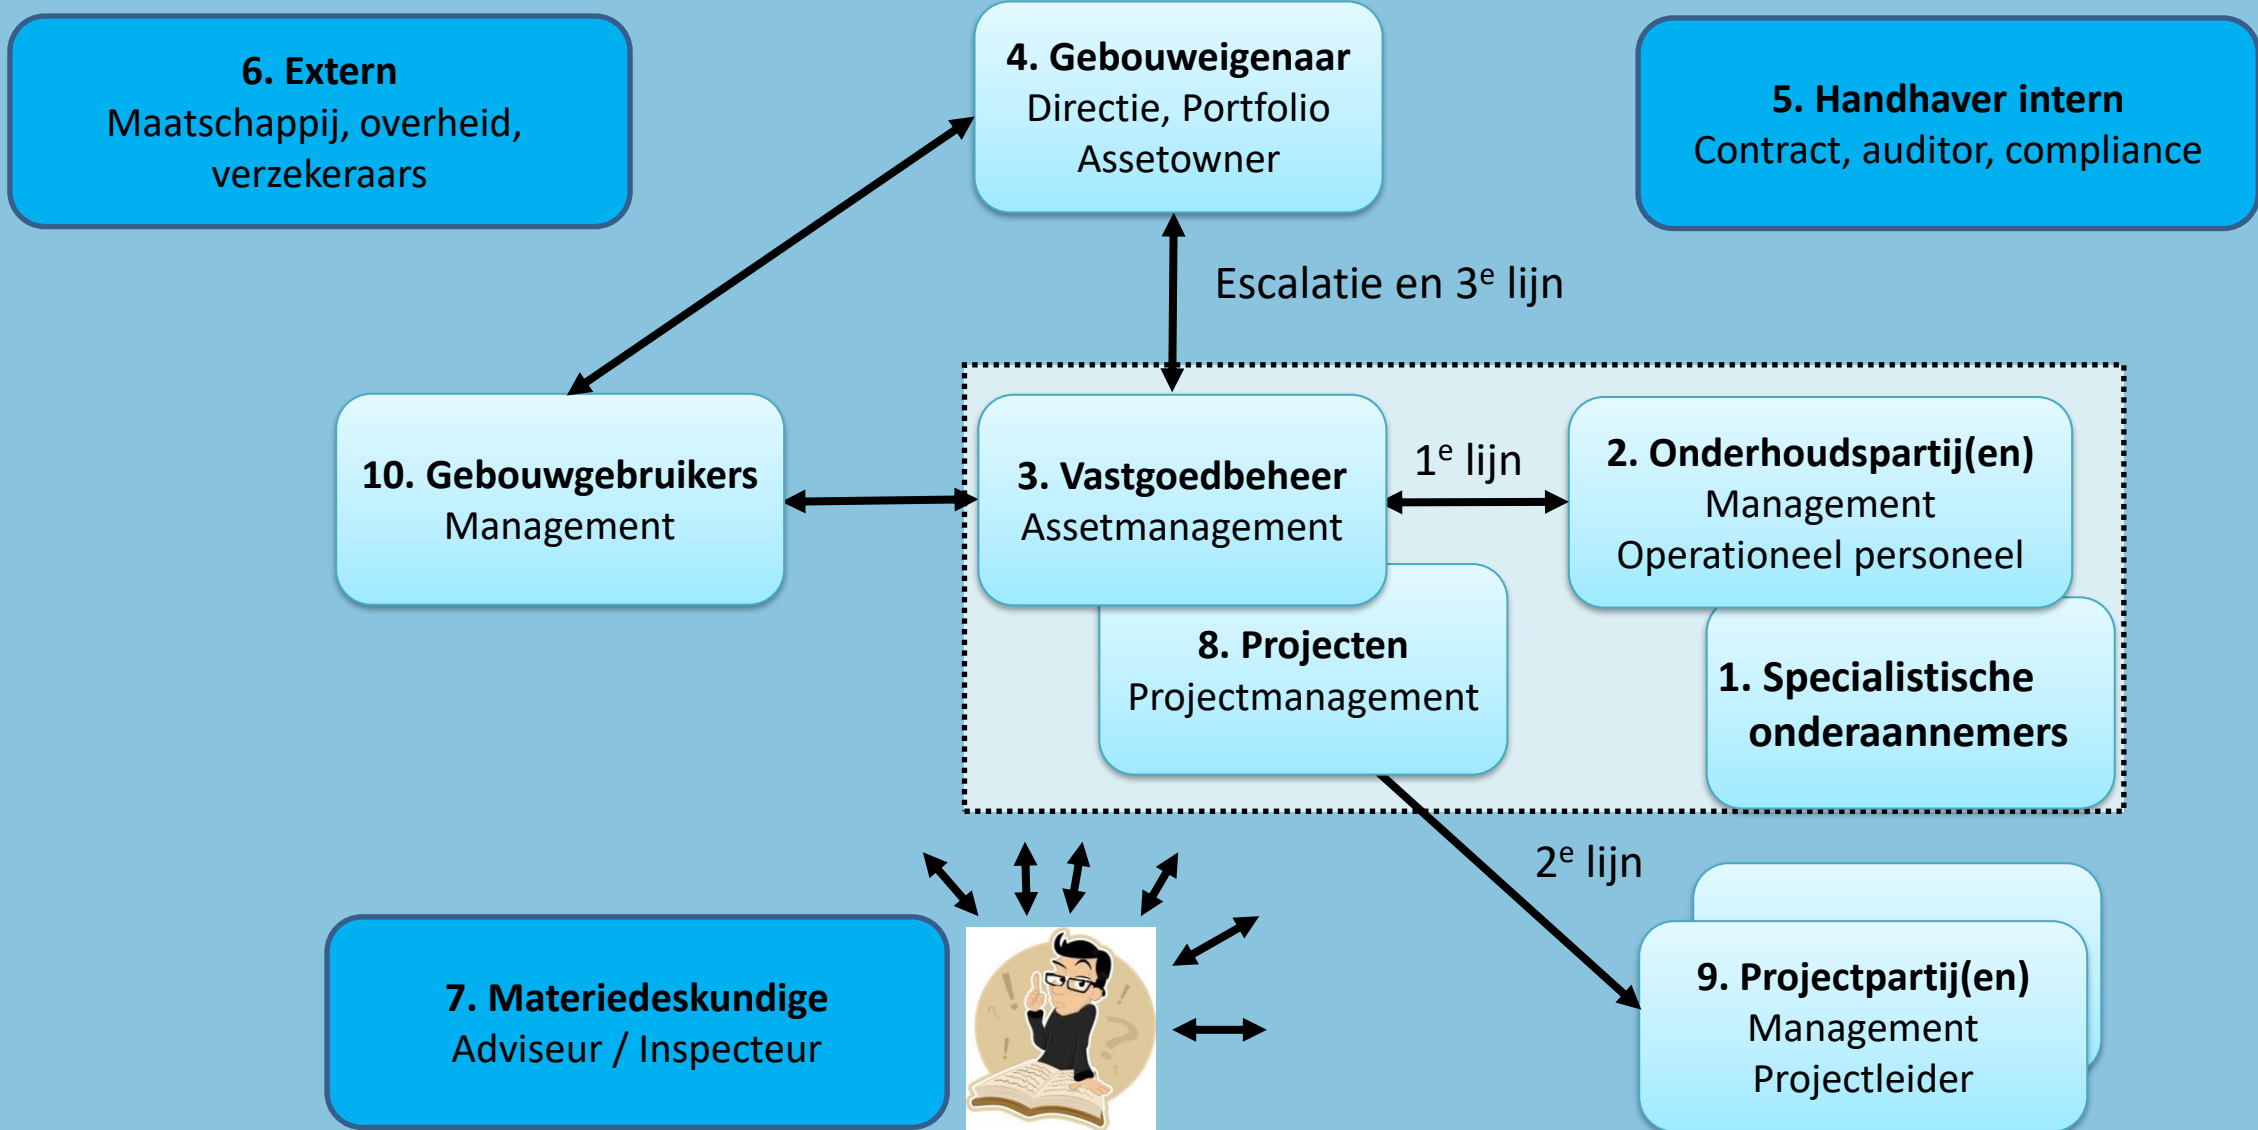 6. Extern
Maatschappij, overheid,
verzekeraars
4. Gebouweigenaar
Directie, Portfolio
Assetowner
5. Handhaver intern
Contract, auditor, compliance
Escalatie en 3e lijn
10. Gebouwgebruikers
Management
3. Vastgoedbeheer
Assetmanagement
1e lijn
2. Onderhoudspartij(en)
Management
Operationeel personeel
8. Projecten
Projectmanagement
1. Specialistische
onderaannemers
2e lijn
7. Materiedeskundige
Adviseur / Inspecteur
9. Projectpartij(en)
Management
Projectleider